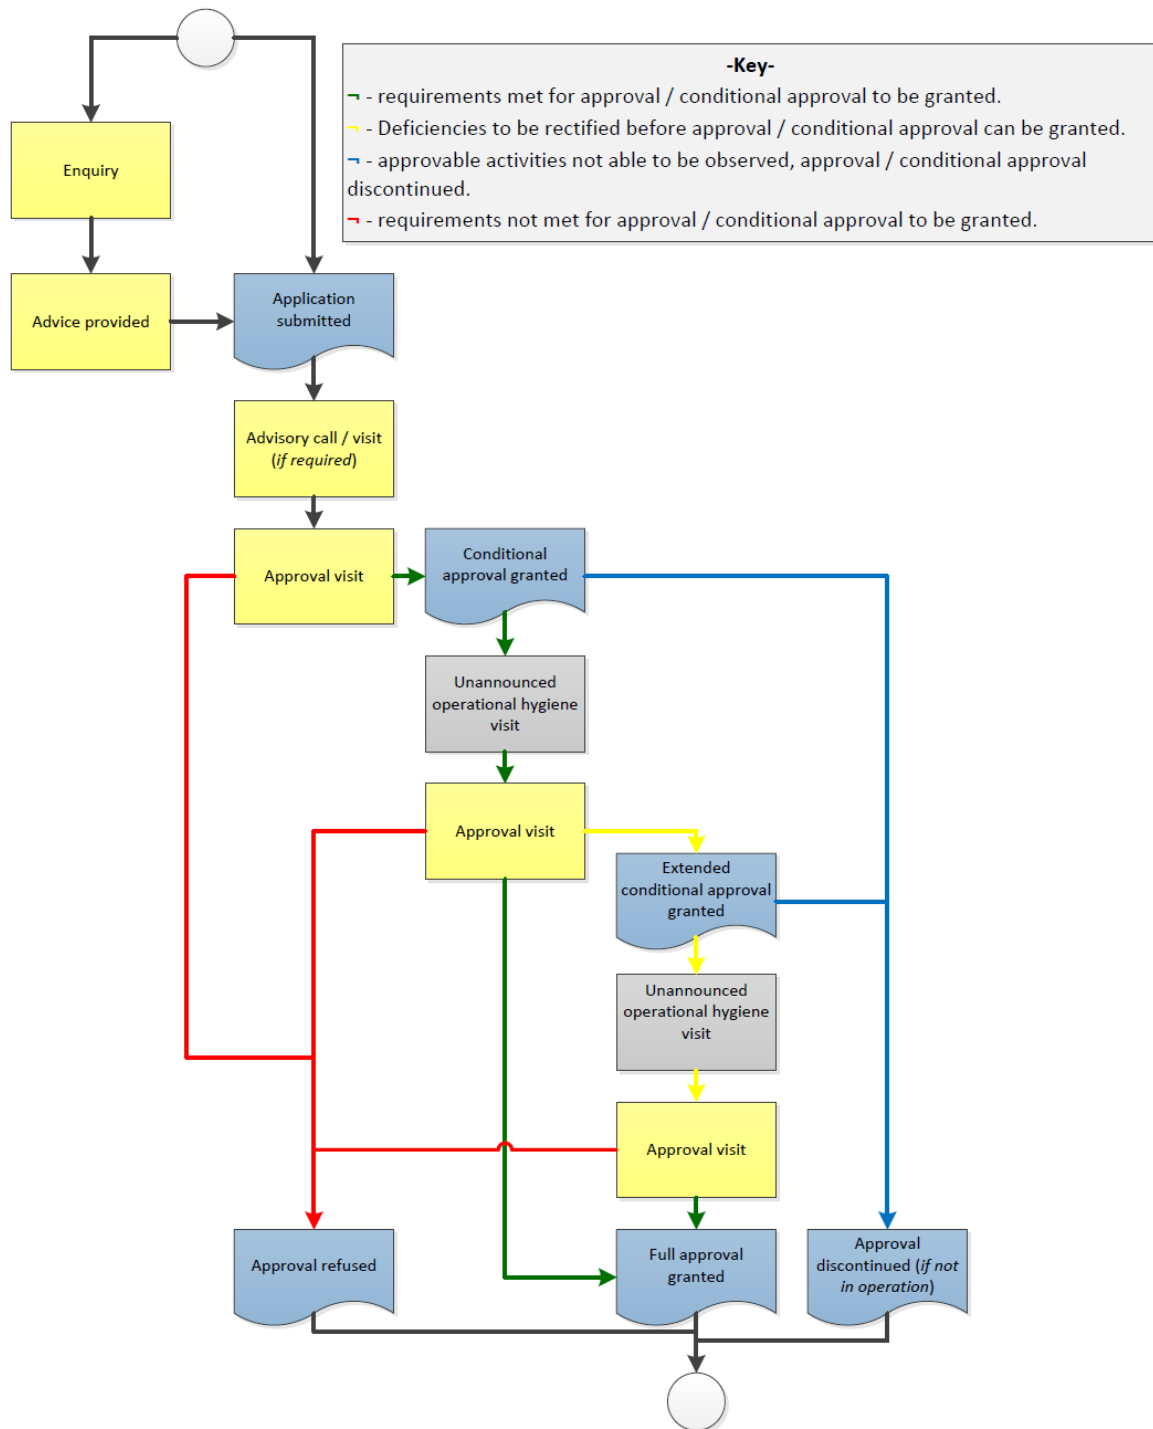 -Key-
¬ - requirements met for approval / conditional approval to be granted.
¬ - Deficiencies to be rectified before approval / conditional approval can be granted.
¬ - approvable activities not able to be observed, approval / conditional approval
discontinued.
¬ - requirements not met for approval / conditional approval to be granted.
Enquiry
Advice provided
Application
submitted
Advisory call / visit
(if required)
Approval visit
Conditional
approval granted
Unannounced
operational hygiene
visit
Approval visit
Extended
conditional approval
granted
Unannounced
operational hygiene
visit
Approval visit
Approval refused
Full approval
granted
Approval
discontinued (if not
in operation)